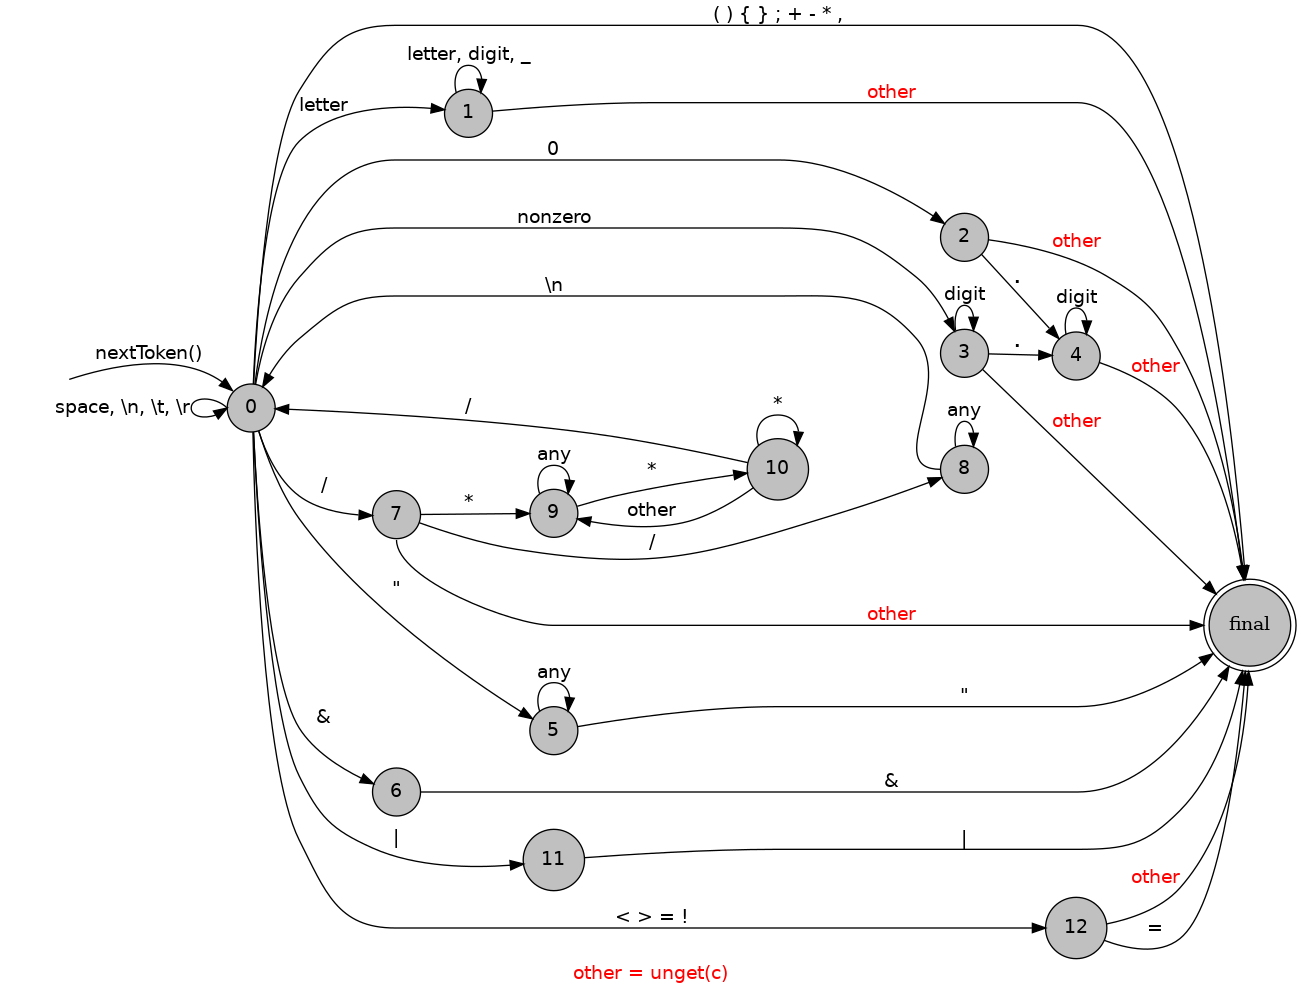 ( ) { } ; + - * ,
letter, digit, _
other
letter
1
0
nonzero
2
other
.
\n
digit
digit
3
.
4
other
nextToken()
space, \n, \t, \r
0
/
*
any
other
10
8
any
*
/
7
*
9
other
/
"
other
final
any
"
5
&
6
&
|
11
|
other
< > = !
12
=
other = unget(c)